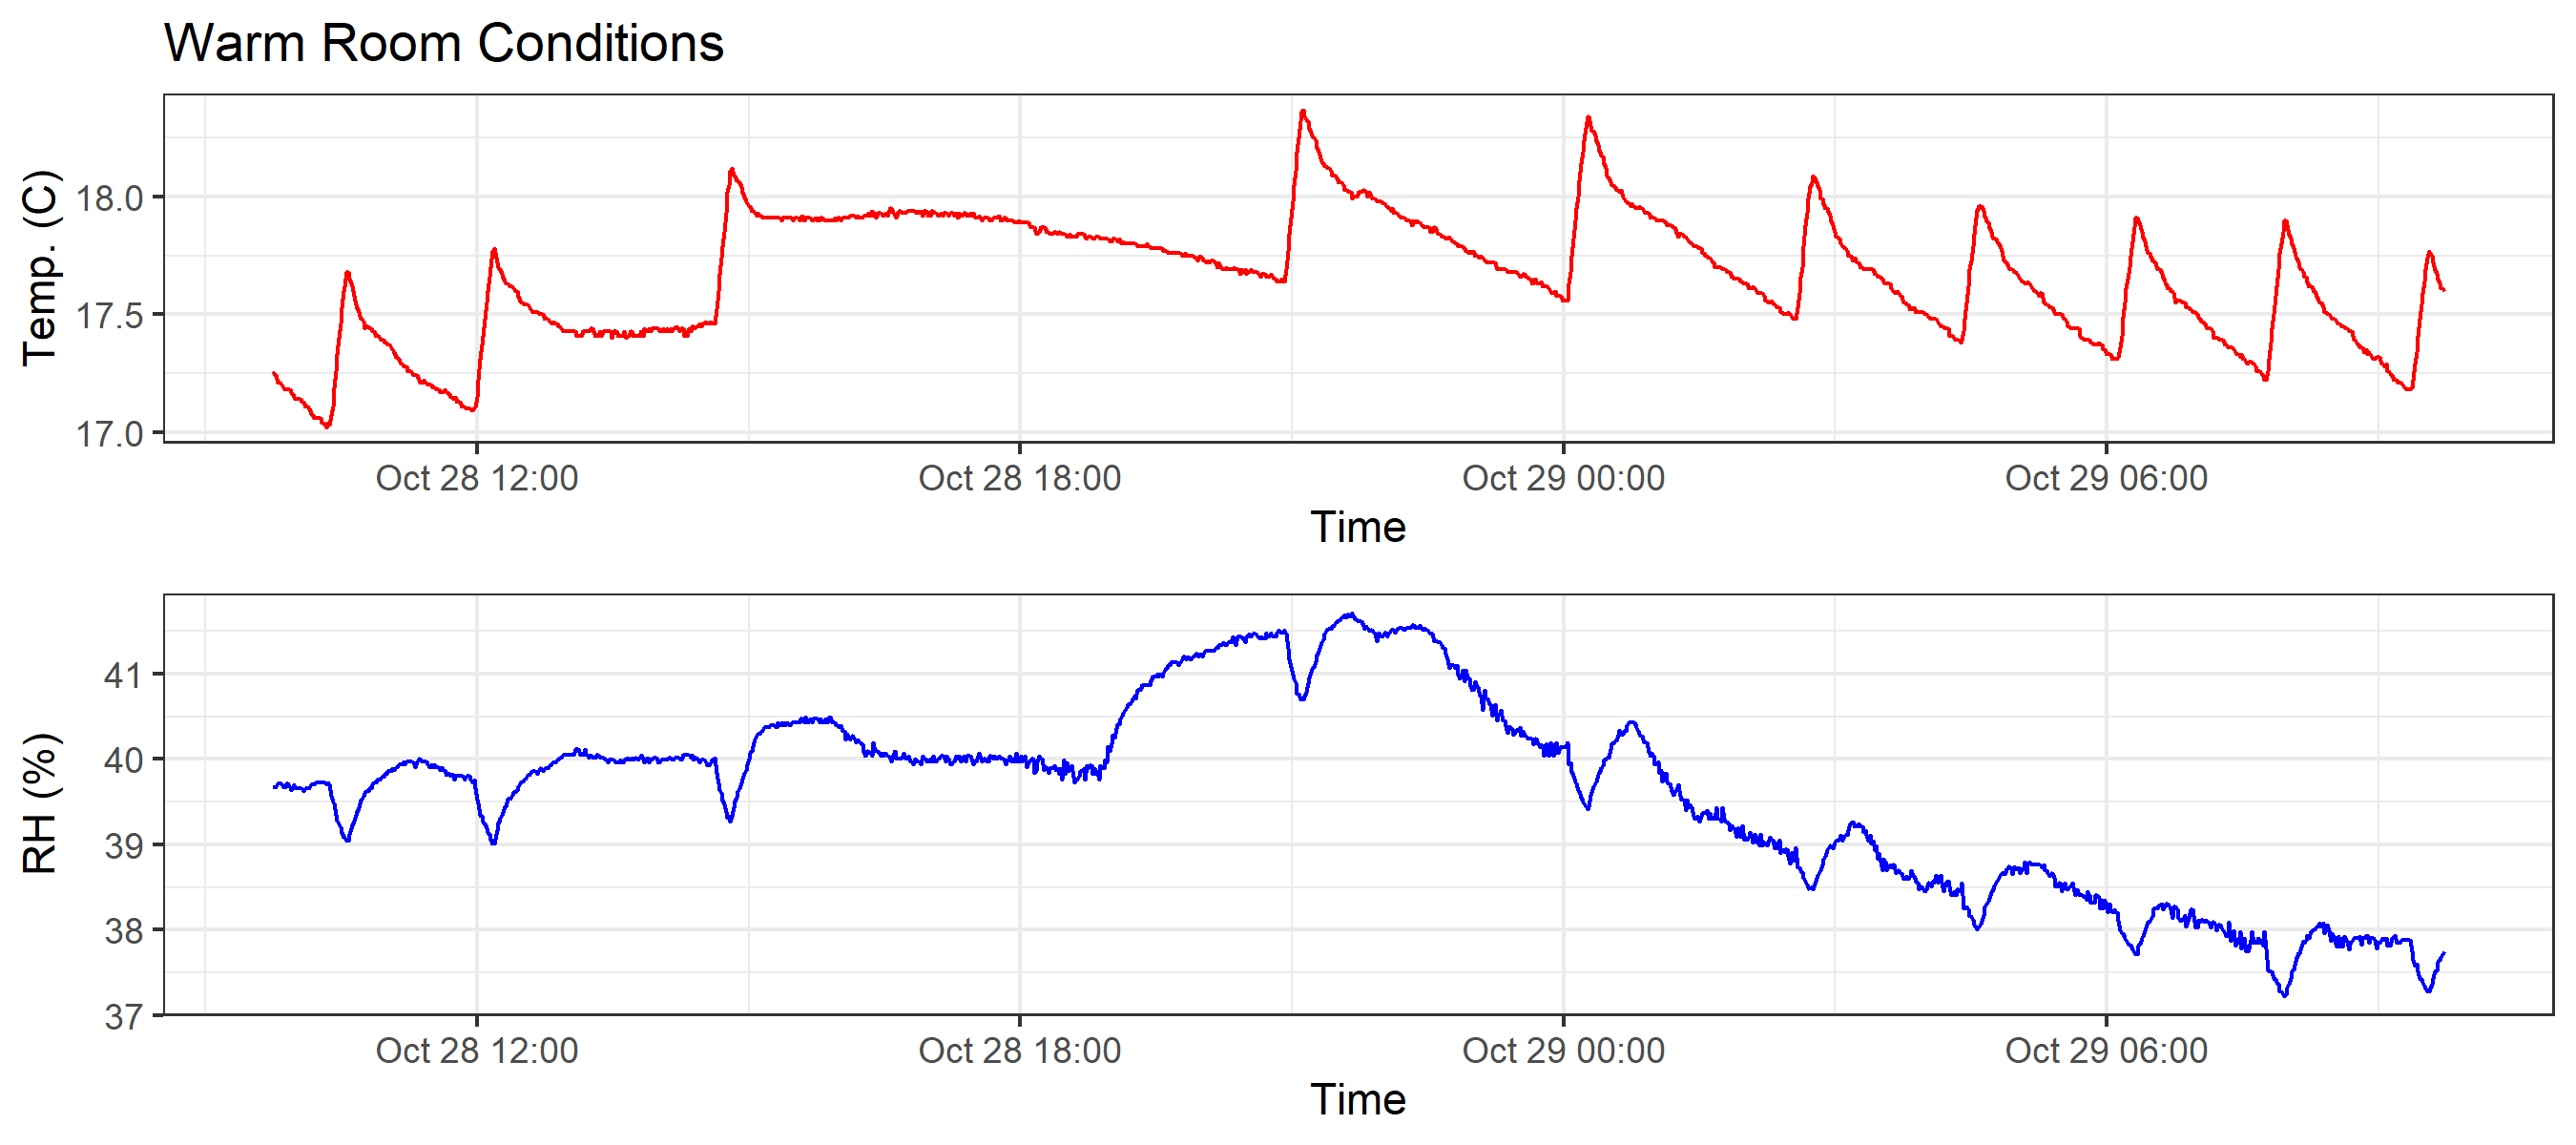 Warm Room Conditions
Temp. (C)
18.0
17.5
17.0
Oct 28 12:00 Oct 28 18:00 Oct 29 00:00 Oct 29 06:00
Time
RH (%)
41
40
39
38
37
Oct 28 12:00 Oct 28 18:00 Oct 29 00:00 Oct 29 06:00
Time